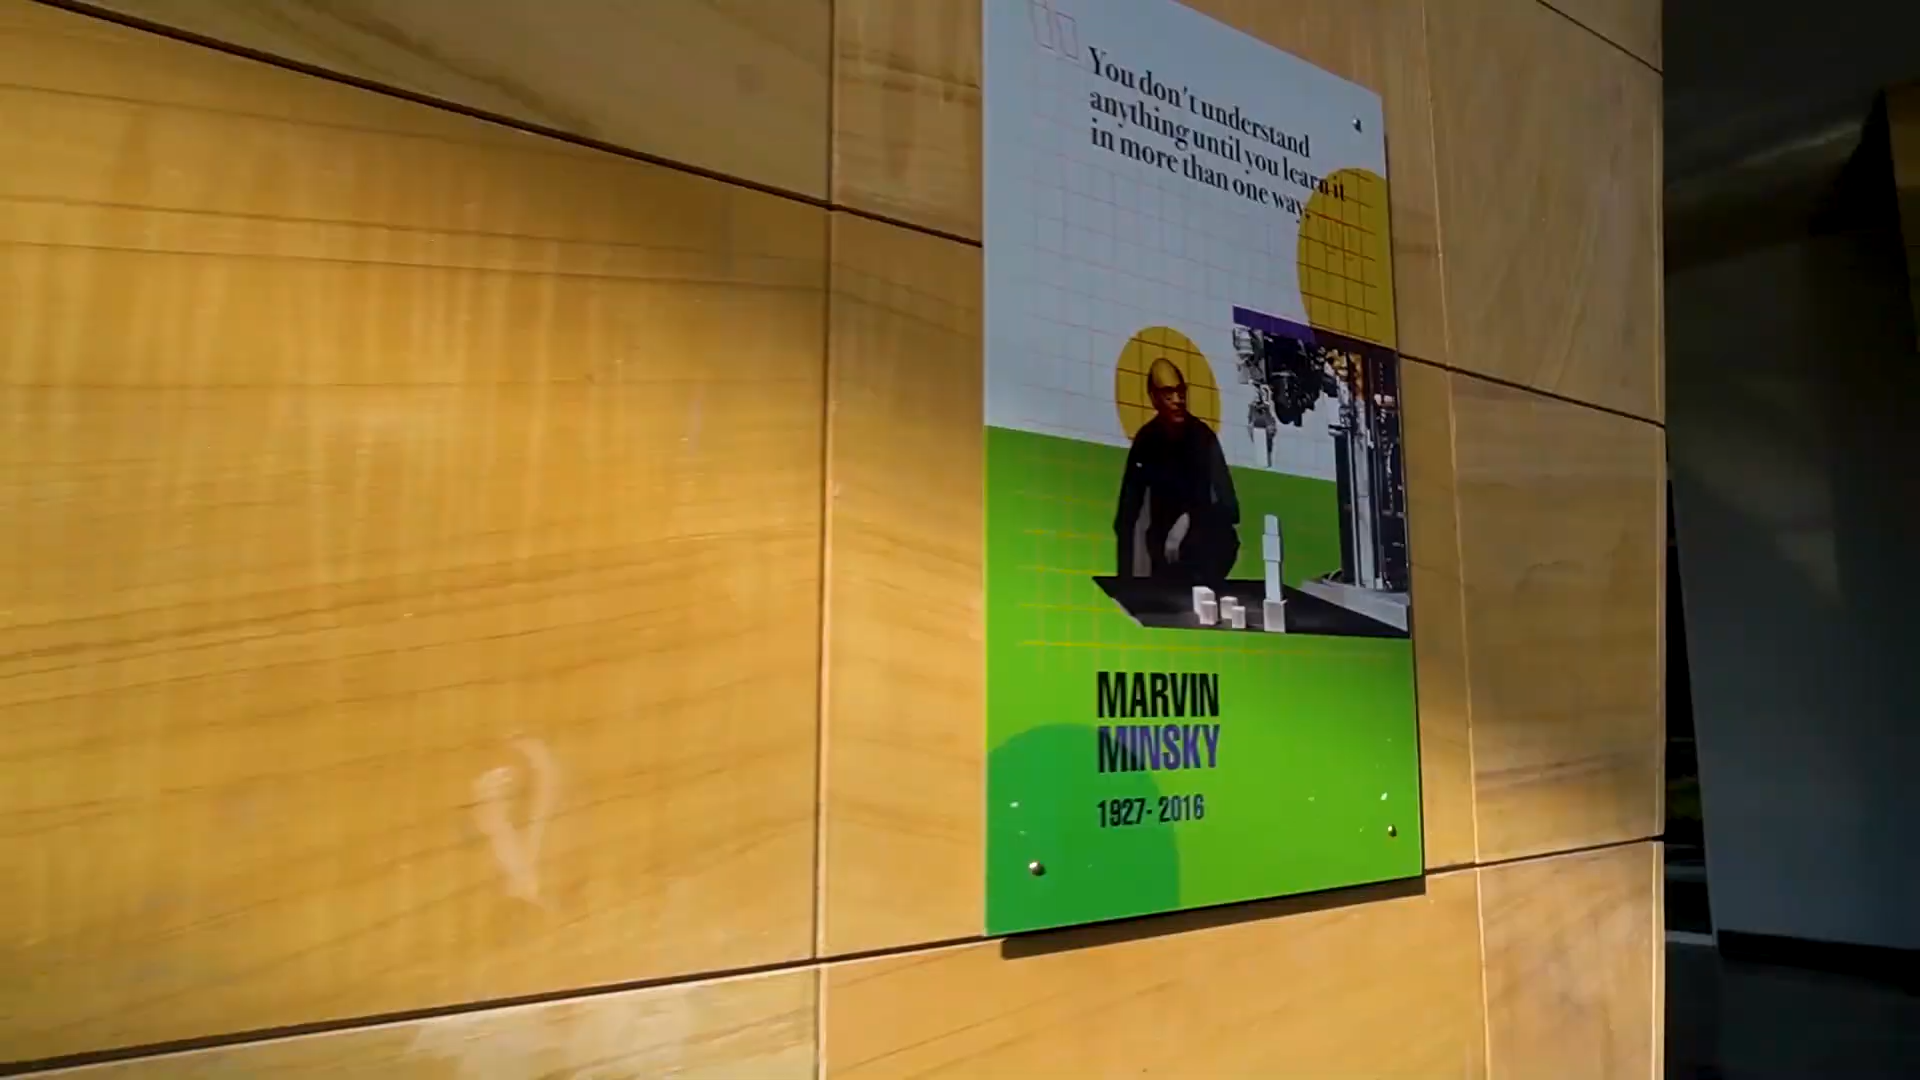 You don't understand
anything until you learn it
in more than one way.
MARVIN
MINSKY
1927- 2016